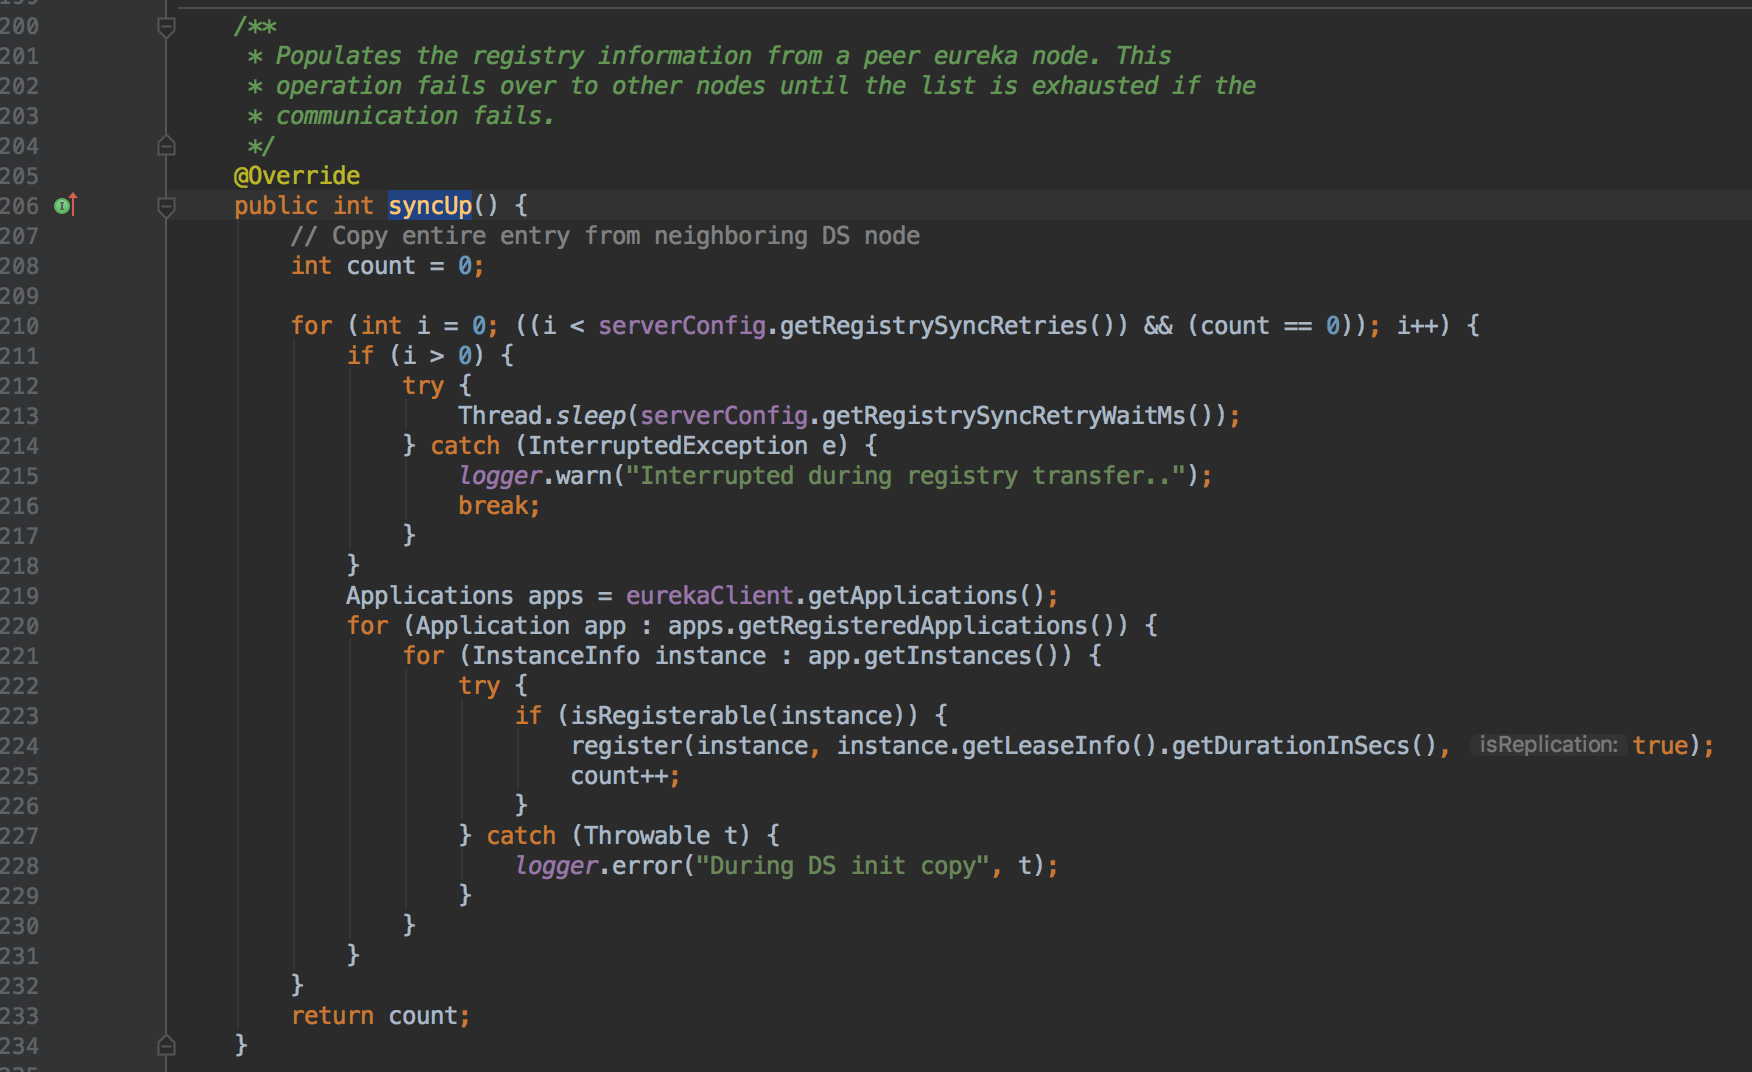 200 /**
201 * Populates the registry information from a peer eureka node. This
202 * operation fails over to other nodes until the list is exhausted if the
203 * communication fails.
204 */
205 @Override
206 public int syncUp() {
207 // Copy entire entry from neighboring DS node
208 int count = 0;
209
210 for (int i = 0; ((i < serverConfig.getRegistrySyncRetries()) && (count == 0)); i++) {
211 if (i > 0) {
212 try {
213 Thread.sleep(serverConfig.getRegistrySyncRetryWaitMs());
214 } catch (InterruptedException e) {
215 logger.warn("Interrupted during registry transfer..");
216 break;
217 }
218 }
219 Applications apps = eurekaClient.getApplications();
220 for (Application app : apps.getRegisteredApplications()) {
221 for (InstanceInfo instance : app.getInstances()) {
222 try {
223 if (isRegisterable(instance)) {
224 register(instance, instance.getLeaseInfo().getDurationInSecs(), isReplication: true);
225 count++;
226 }
227 } catch (Throwable t) {
228 logger.error("During DS init copy", t);
229 }
230 }
231 }
232 }
233 return count;
234 }